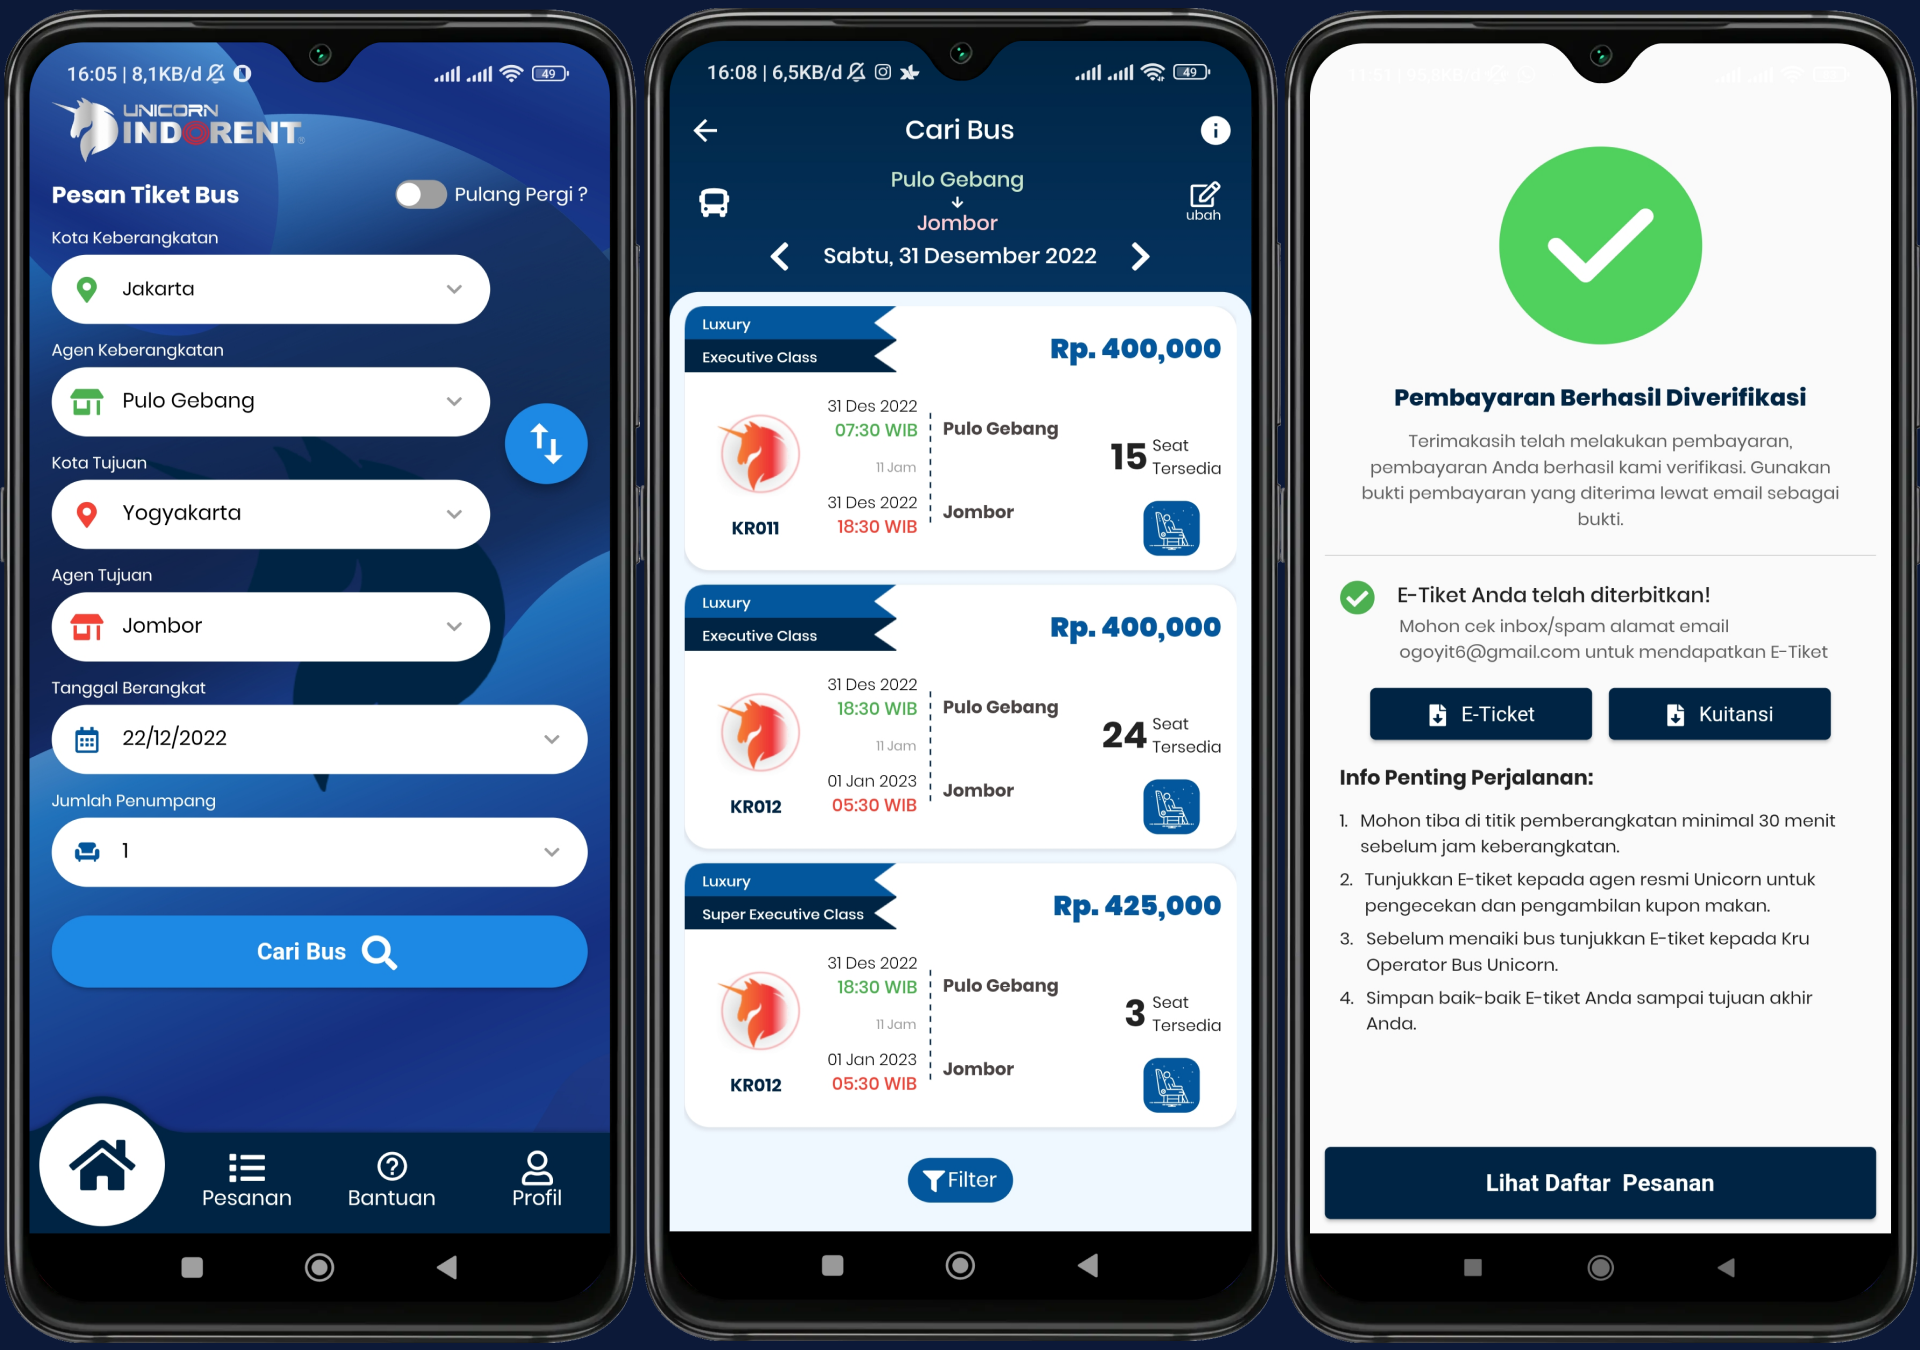 16:05 | 8,1KB/d
49
UNICORN
INDORENT
Pesan Tiket Bus
Pulang Pergi ?
Kota Keberangkatan
Jakarta
Agen Keberangkatan
Pulo Gebang
Kota Tujuan
Yogyakarta
Agen Tujuan
Jombor
Tanggal Berangkat
22/12/2022
Jumlah Penumpang
1
Cari Bus
Pesanan
Bantuan
Profil
16:08 | 6,5KB/d
49
Cari Bus
Pulo Gebang
Jombor
ubah
Sabtu, 31 Desember 2022
Luxury
Executive Class
Rp. 400,000
31 Des 2022
07:30 WIB
Pulo Gebang
11 Jam
15 Seat Tersedia
31 Des 2022
18:30 WIB
Jombor
KR011
Luxury
Executive Class
Rp. 400,000
31 Des 2022
18:30 WIB
Pulo Gebang
11 Jam
24 Seat Tersedia
01 Jan 2023
05:30 WIB
Jombor
KR012
Luxury
Super Executive Class
Rp. 425,000
31 Des 2022
18:30 WIB
Pulo Gebang
11 Jam
3 Seat Tersedia
01 Jan 2023
05:30 WIB
Jombor
KR012
Filter
Pembayaran Berhasil Diverifikasi
Terimakasih telah melakukan pembayaran,
pembayaran Anda berhasil kami verifikasi. Gunakan
bukti pembayaran yang diterima lewat email sebagai
bukti.
E-Tiket Anda telah diterbitkan!
Mohon cek inbox/spam alamat email
ogoyit6@gmail.com untuk mendapatkan E-Tiket
E-Ticket
Kuitansi
Info Penting Perjalanan:
1. Mohon tiba di titik pemberangkatan minimal 30 menit
sebelum jam keberangkatan.
2. Tunjukkan E-tiket kepada agen resmi Unicorn untuk
pengecekan dan pengambilan kupon makan.
3. Sebelum menaiki bus tunjukkan E-tiket kepada Kru
Operator Bus Unicorn.
4. Simpan baik-baik E-tiket Anda sampai tujuan akhir
Anda.
Lihat Daftar Pesanan